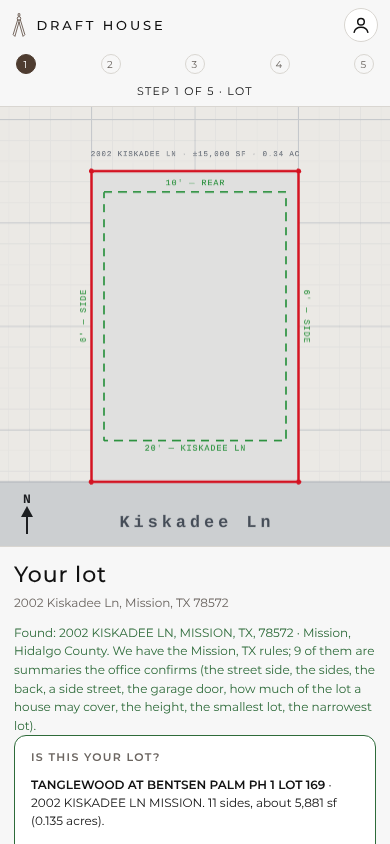 DRAFT HOUSE
1 2 3 4 5
STEP 1 OF 5 · LOT
2002 KISKADEE LN · ±15,000 SF · 0.34 AC
10' — REAR
6' — SIDE
6' — SIDE
20' — KISKADEE LN
N
Kiskadee Ln
Your lot
2002 Kiskadee Ln, Mission, TX 78572
Found: 2002 KISKADEE LN, MISSION, TX, 78572 · Mission,
Hidalgo County. We have the Mission, TX rules; 9 of them are
summaries the office confirms (the street side, the sides, the
back, a side street, the garage door, how much of the lot a
house may cover, the height, the smallest lot, the narrowest
lot).
IS THIS YOUR LOT?
TANGLEWOOD AT BENTSEN PALM PH 1 LOT 169 ·
2002 KISKADEE LN MISSION. 11 sides, about 5,881 sf
(0.135 acres).